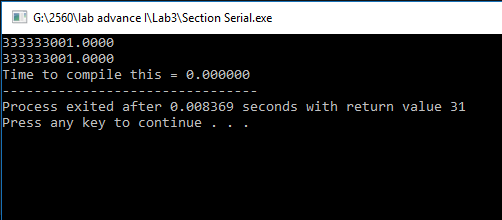 G:\2560\lab advance I\Lab3\Section Serial.exe
333333001.0000
333333001.0000
Time to compile this = 0.000000
--------------------------------
Process exited after 0.008369 seconds with return value 31
Press any key to continue . . .